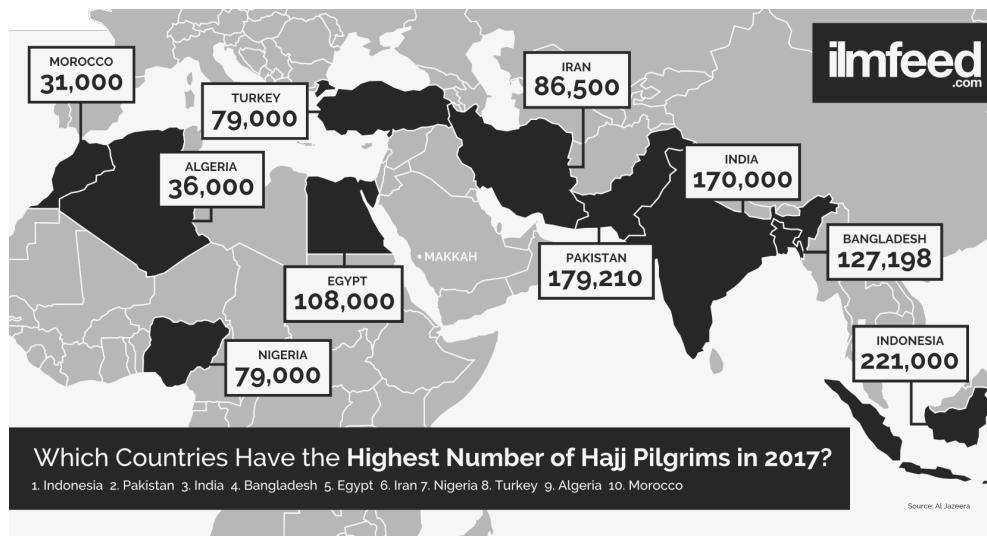 MOROCCO
31,000
TURKEY
79,000
IRAN
86,500
ilmfeed
.com
ALGERIA
36,000
INDIA
170,000
MAKKAH
EGYPT
108,000
PAKISTAN
179,210
BANGLADESH
127,198
NIGERIA
79,000
INDONESIA
221,000
Which Countries Have the Highest Number of Hajj Pilgrims in 2017?
1. Indonesia 2. Pakistan 3. India 4. Bangladesh 5. Egypt 6. Iran 7. Nigeria 8. Turkey 9. Algeria 10. Morocco
Source: Al Jazeera